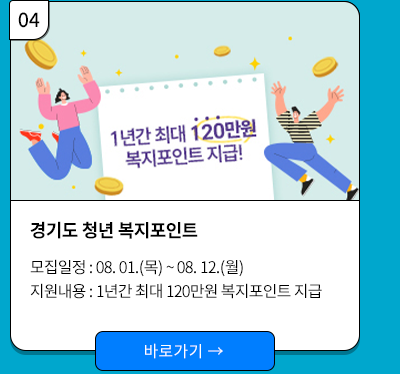 04
1년간 최대 120만원
복지포인트 지급!
경기도 청년 복지포인트
모집일정 : 08. 01.(목) ~ 08. 12.(월)
지원내용 : 1년간 최대 120만원 복지포인트 지급
바로가기 →